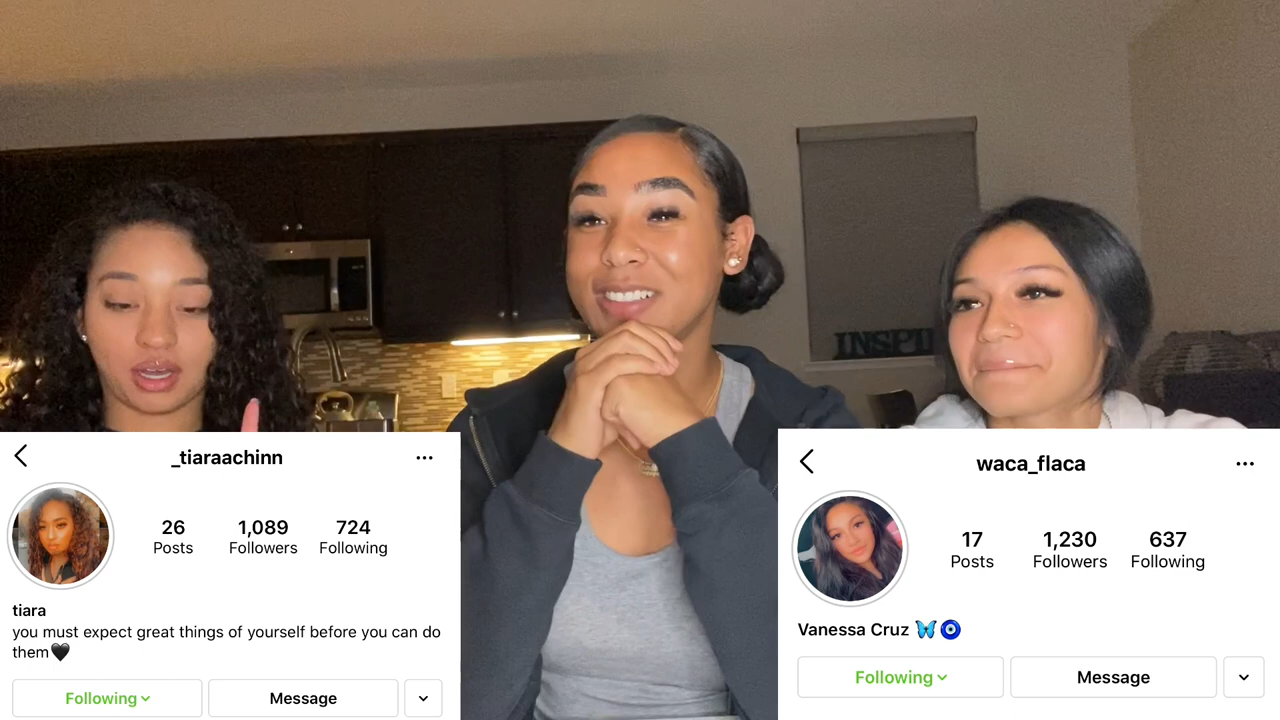 INSPI
_tiaraachinn
26 1,089 724
Posts Followers Following
tiara
you must expect great things of yourself before you can do
them🖤
Following Message
waca_flaca
17 1,230 637
Posts Followers Following
Vanessa Cruz 🦋🧿
Following Message